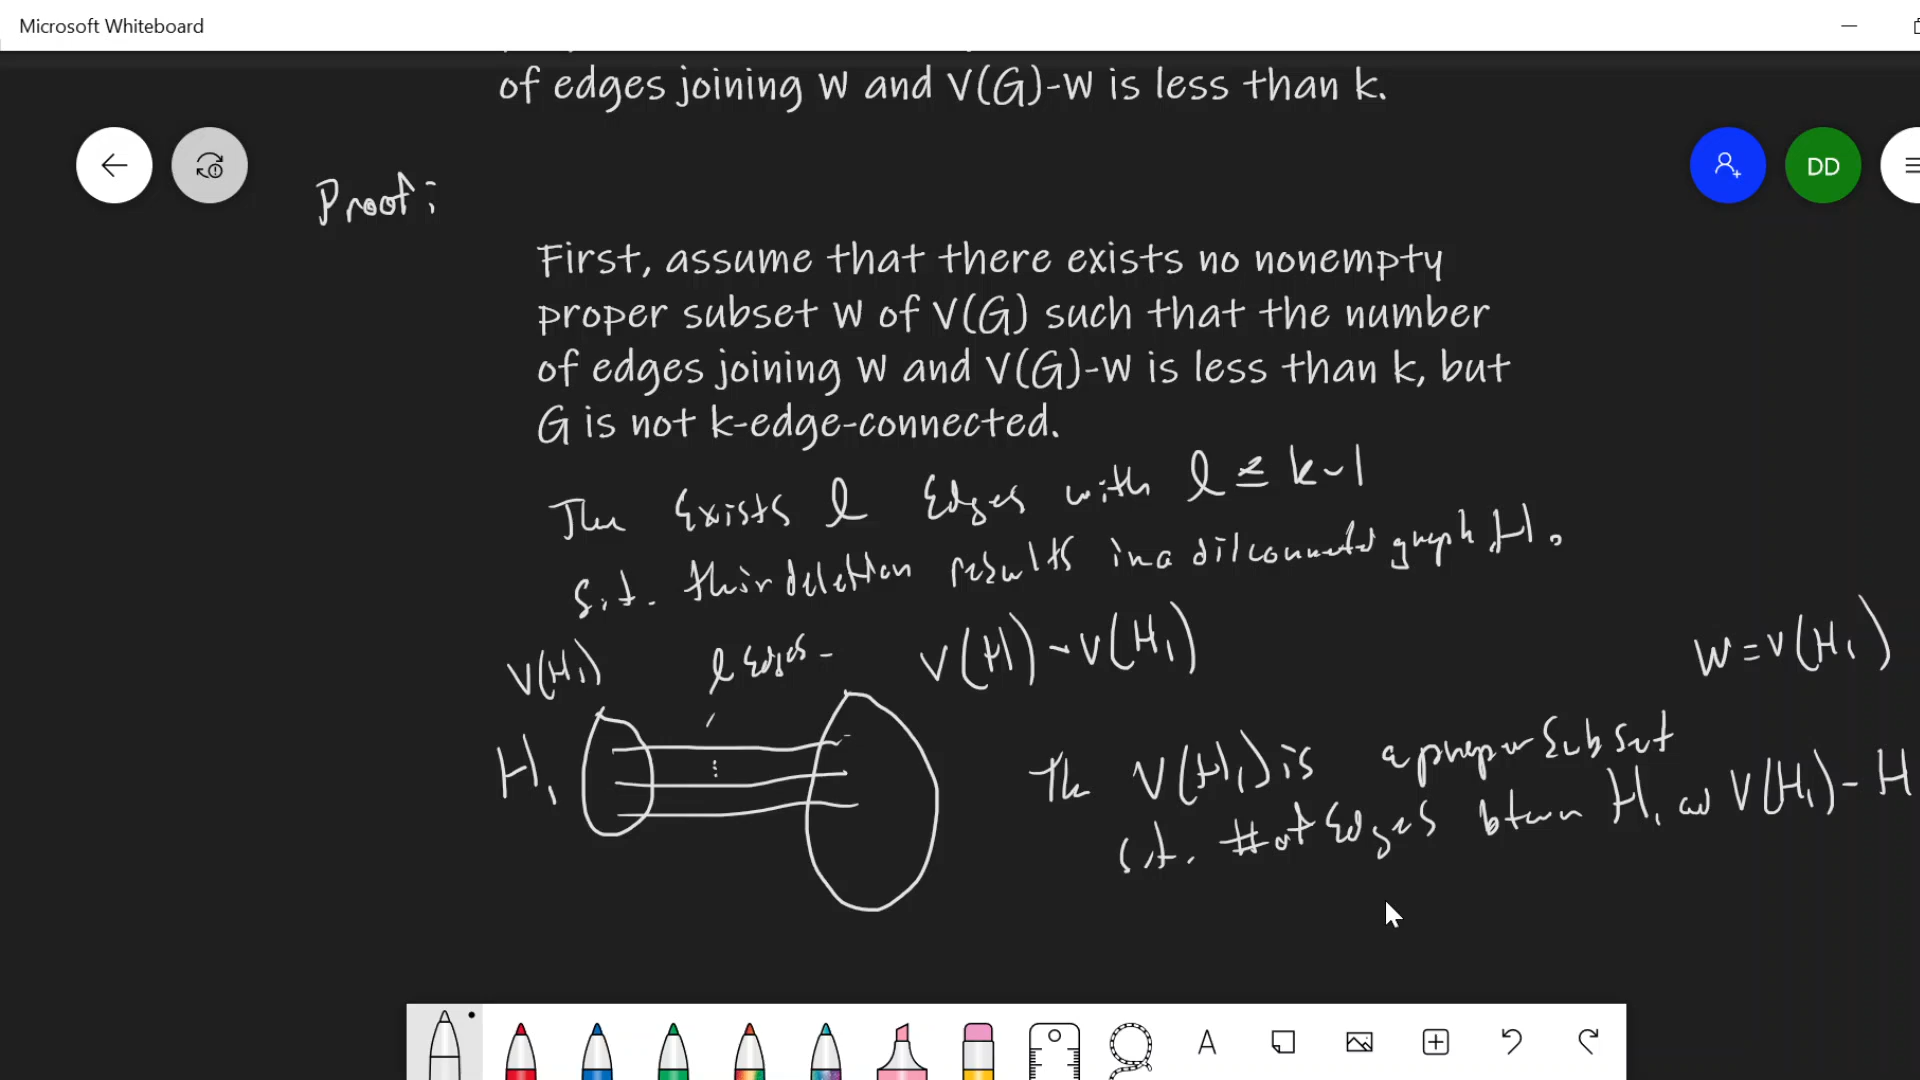 Microsoft Whiteboard
of edges joining W and V(G)-W is less than k.
DD
Proof:
First, assume that there exists no nonempty
proper subset W of V(G) such that the number
of edges joining W and V(G)-W is less than k, but
G is not k-edge-connected.
The exists l Edges with l ≤ k-1
s.t. their deletion results in a disconnected graph H.
V(H₁) l edges - V(H) - V(H₁) W = V(H₁)
H₁
The V(H₁) is a proper subset
s.t. # of Edges btwn H₁ and V(H₁) - H
A